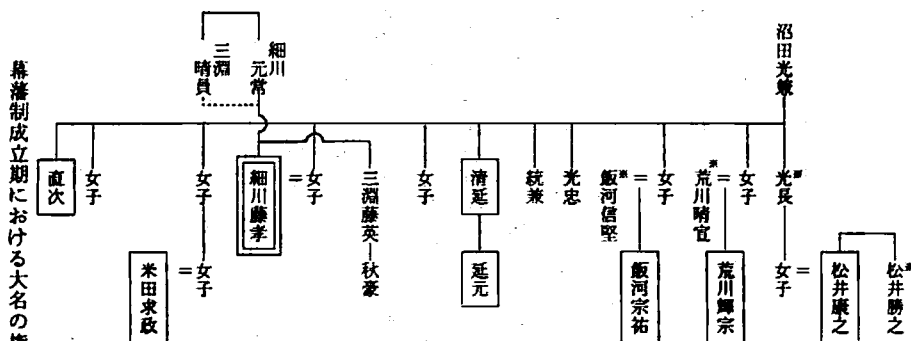 沼田光兼
光長※
女子
=
松井康之
松井勝之※
女子
=
荒川晴宣※
荒川輝宗
女子
=
飯河信堅※
飯河宗祐
光忠
統兼
清延
延元
女子
三淵藤英
秋豪
女子
=
細川藤孝
女子
女子
=
米田求政
女子
直次
細川
元常
三淵
晴員
幕藩制成立期における大名の権